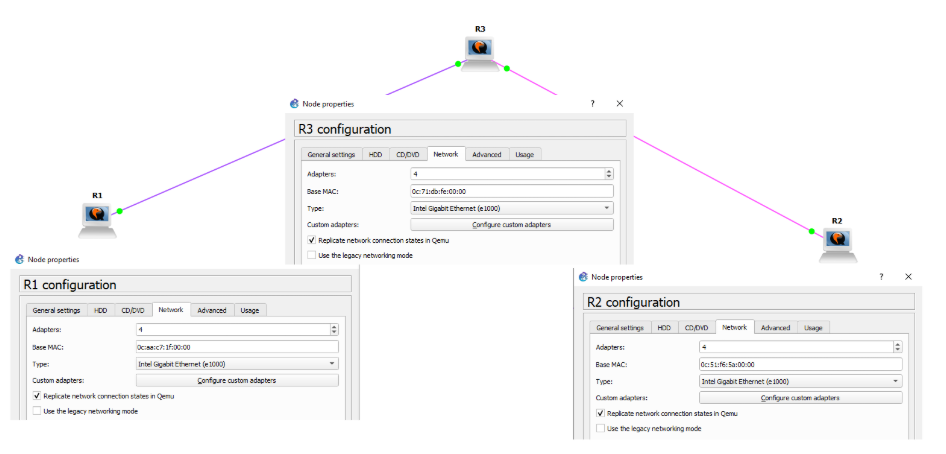 R3
Node properties ? ×
R3 configuration
General settings HDD CD/DVD Network Advanced Usage
Adapters: 4
Base MAC: 0c:71:db:fe:00:00
Type: Intel Gigabit Ethernet (e1000)
Custom adapters: Configure custom adapters
Replicate network connection states in Qemu
Use the legacy networking mode
R1
Node properties
R1 configuration
General settings HDD CD/DVD Network Advanced Usage
Adapters: 4
Base MAC: 0c:aa:c7:1f:00:00
Type: Intel Gigabit Ethernet (e1000)
Custom adapters: Configure custom adapters
Replicate network connection states in Qemu
Use the legacy networking mode
R2
Node properties ? ×
R2 configuration
General settings HDD CD/DVD Network Advanced Usage
Adapters: 4
Base MAC: 0c:51:f6:5a:00:00
Type: Intel Gigabit Ethernet (e1000)
Custom adapters: Configure custom adapters
Replicate network connection states in Qemu
Use the legacy networking mode